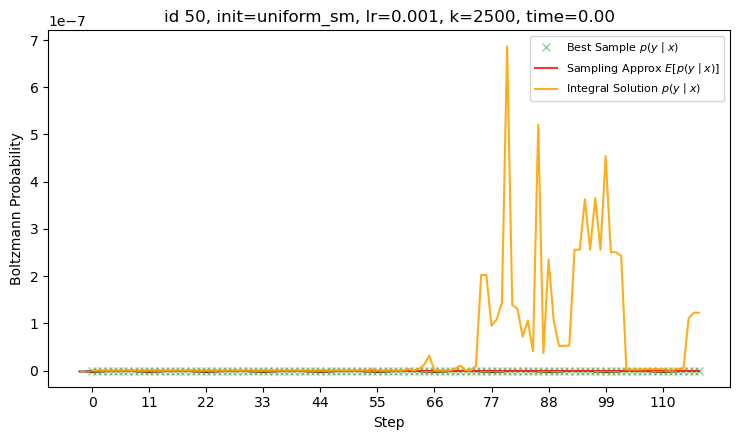 id 50, init=uniform_sm, lr=0.001, k=2500, time=0.00
1e−7
Best Sample p(y | x)
Sampling Approx E[p(y | x)]
Integral Solution p(y | x)
7
6
5
4
3
2
1
0
Boltzmann Probability
0 11 22 33 44 55 66 77 88 99 110
Step